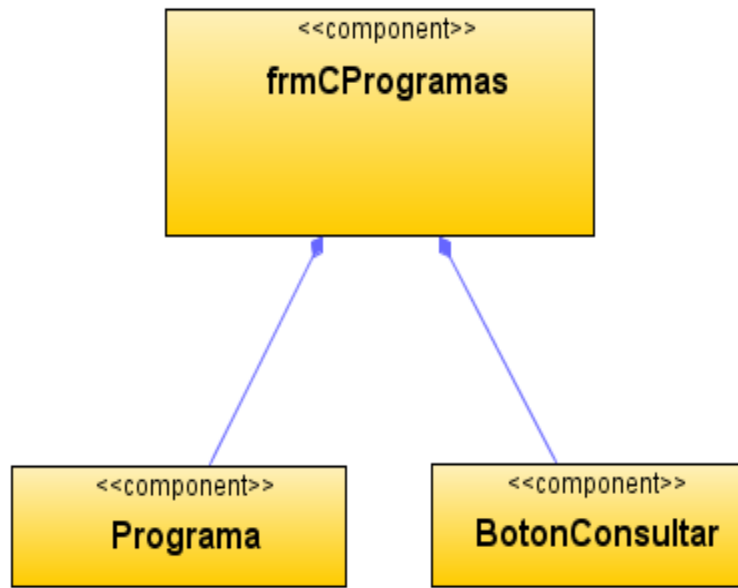 <<component>>
frmCProgramas
<<component>>
Programa
<<component>>
BotonConsultar